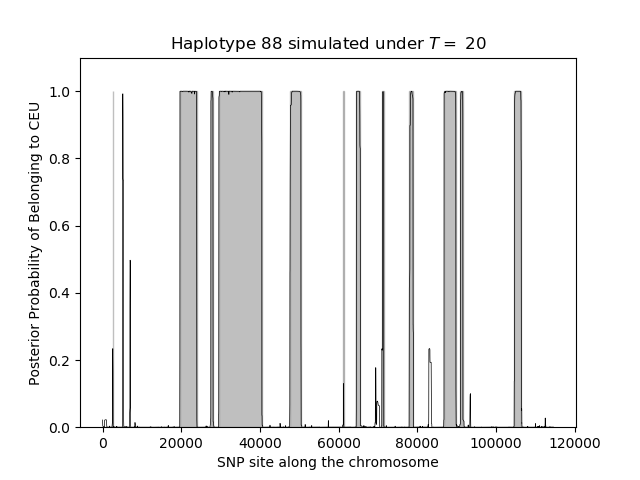 Haplotype 88 simulated under T = 20
Posterior Probability of Belonging to CEU
1.0
0.8
0.6
0.4
0.2
0.0
0 20000 40000 60000 80000 100000 120000
SNP site along the chromosome